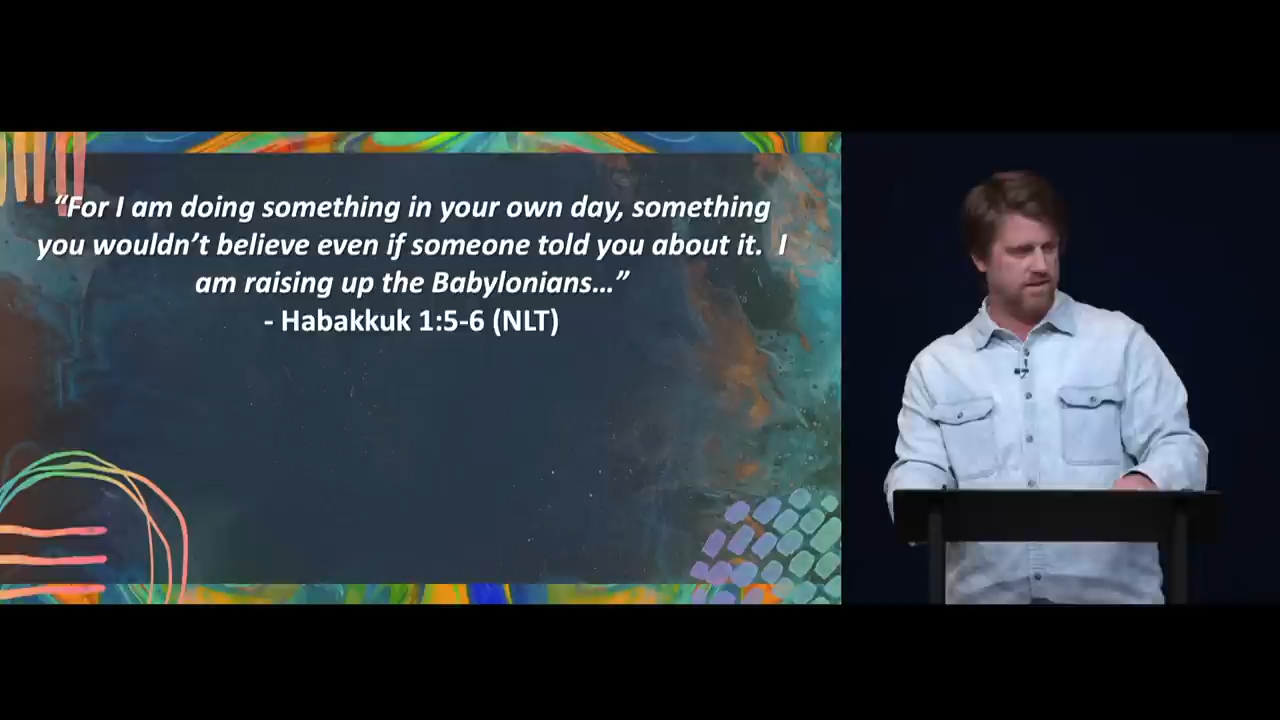 “For I am doing something in your own day, something
you wouldn’t believe even if someone told you about it.  I
am raising up the Babylonians…”
- Habakkuk 1:5-6 (NLT)